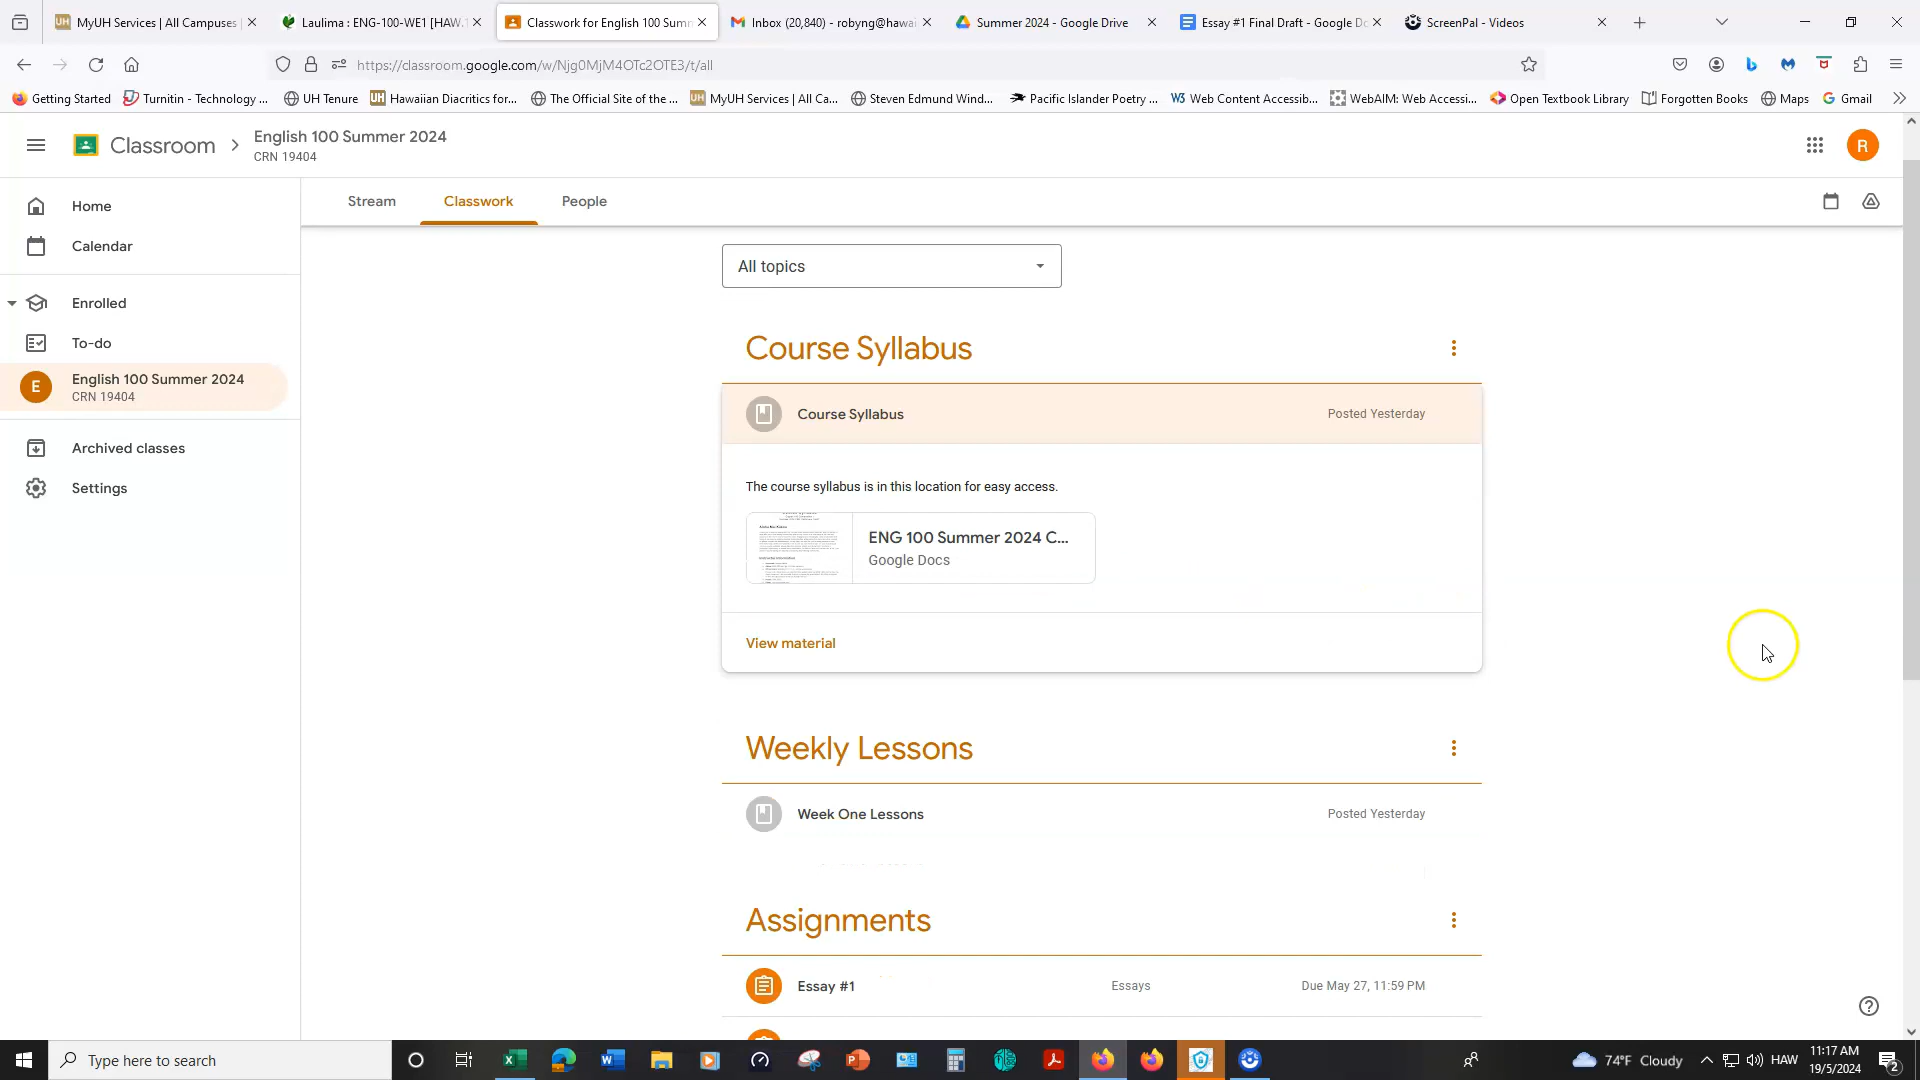 MyUH Services | All Campuses
Laulima : ENG-100-WE1 [HAW.1
Classwork for English 100 Summ
Inbox (20,840) - robyng@hawai
Summer 2024 - Google Drive
Essay #1 Final Draft - Google Do
ScreenPal - Videos
https://classroom.google.com/w/Njg0MjM4OTc2OTE3/t/all
Getting Started
Turnitin - Technology ...
UH Tenure
Hawaiian Diacritics for...
The Official Site of the ...
MyUH Services | All Ca...
Steven Edmund Wind...
Pacific Islander Poetry ...
Web Content Accessib...
WebAIM: Web Accessi...
Open Textbook Library
Forgotten Books
Maps
Gmail
Classroom
English 100 Summer 2024
CRN 19404
R
Home
Calendar
Enrolled
To-do
E
English 100 Summer 2024
CRN 19404
Archived classes
Settings
Stream
Classwork
People
All topics
Course Syllabus
Course Syllabus
Posted Yesterday
The course syllabus is in this location for easy access.
ENG 100 Summer 2024 C...
Google Docs
View material
Weekly Lessons
Week One Lessons
Posted Yesterday
Assignments
Essay #1
Essays
Due May 27, 11:59 PM
Type here to search
74°F Cloudy
HAW
11:17 AM
19/5/2024
2